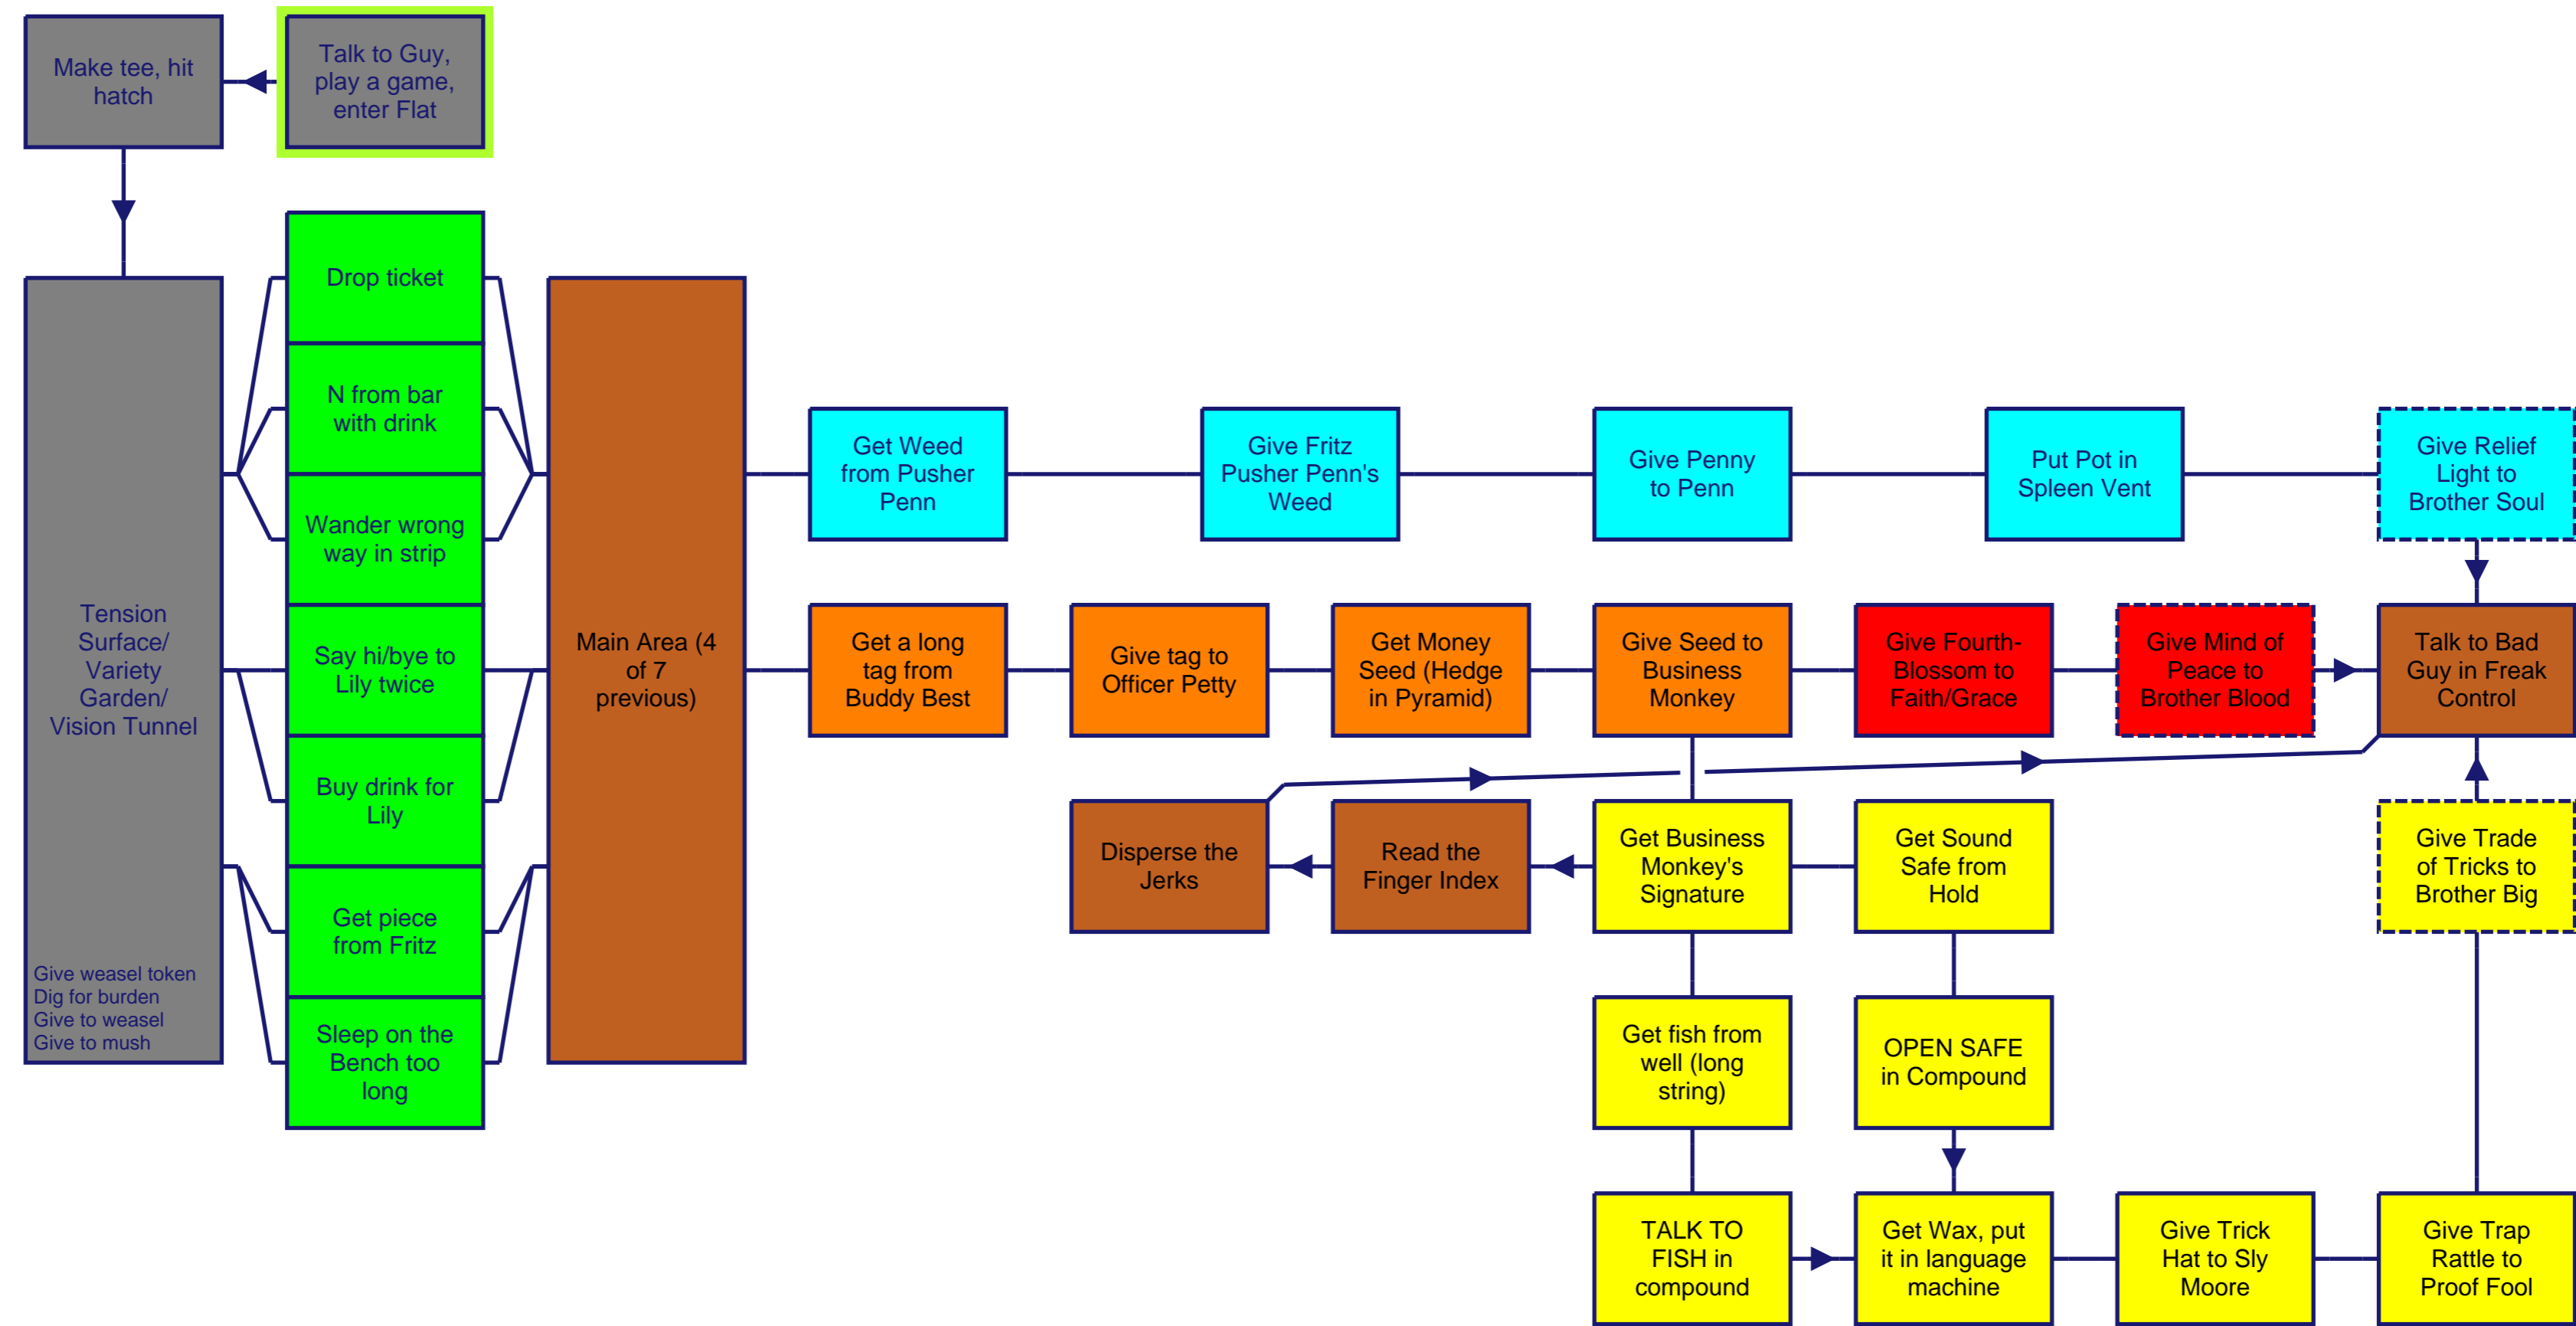 Make tee, hit
hatch
Talk to Guy,
play a game,
enter Flat
Tension
Surface/
Variety
Garden/
Vision Tunnel
Give weasel token
Dig for burden
Give to weasel
Give to mush
Drop ticket
N from bar
with drink
Wander wrong
way in strip
Say hi/bye to
Lily twice
Buy drink for
Lily
Get piece
from Fritz
Sleep on the
Bench too
long
Main Area (4
of 7
previous)
Get Weed
from Pusher
Penn
Give Fritz
Pusher Penn's
Weed
Give Penny
to Penn
Put Pot in
Spleen Vent
Give Relief
Light to
Brother Soul
Get a long
tag from
Buddy Best
Give tag to
Officer Petty
Get Money
Seed (Hedge
in Pyramid)
Give Seed to
Business
Monkey
Give Fourth-
Blossom to
Faith/Grace
Give Mind of
Peace to
Brother Blood
Talk to Bad
Guy in Freak
Control
Disperse the
Jerks
Read the
Finger Index
Get Business
Monkey's
Signature
Get Sound
Safe from
Hold
Give Trade
of Tricks to
Brother Big
Get fish from
well (long
string)
OPEN SAFE
in Compound
TALK TO
FISH in
compound
Get Wax, put
it in language
machine
Give Trick
Hat to Sly
Moore
Give Trap
Rattle to
Proof Fool